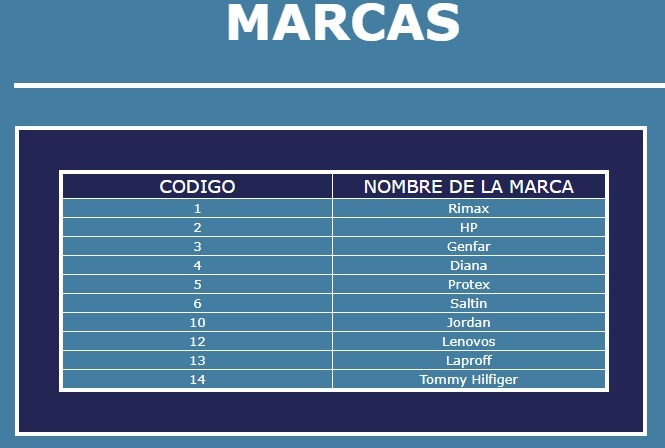 MARCAS
CODIGO NOMBRE DE LA MARCA
1 Rimax
2 HP
3 Genfar
4 Diana
5 Protex
6 Saltin
10 Jordan
12 Lenovos
13 Laproff
14 Tommy Hilfiger